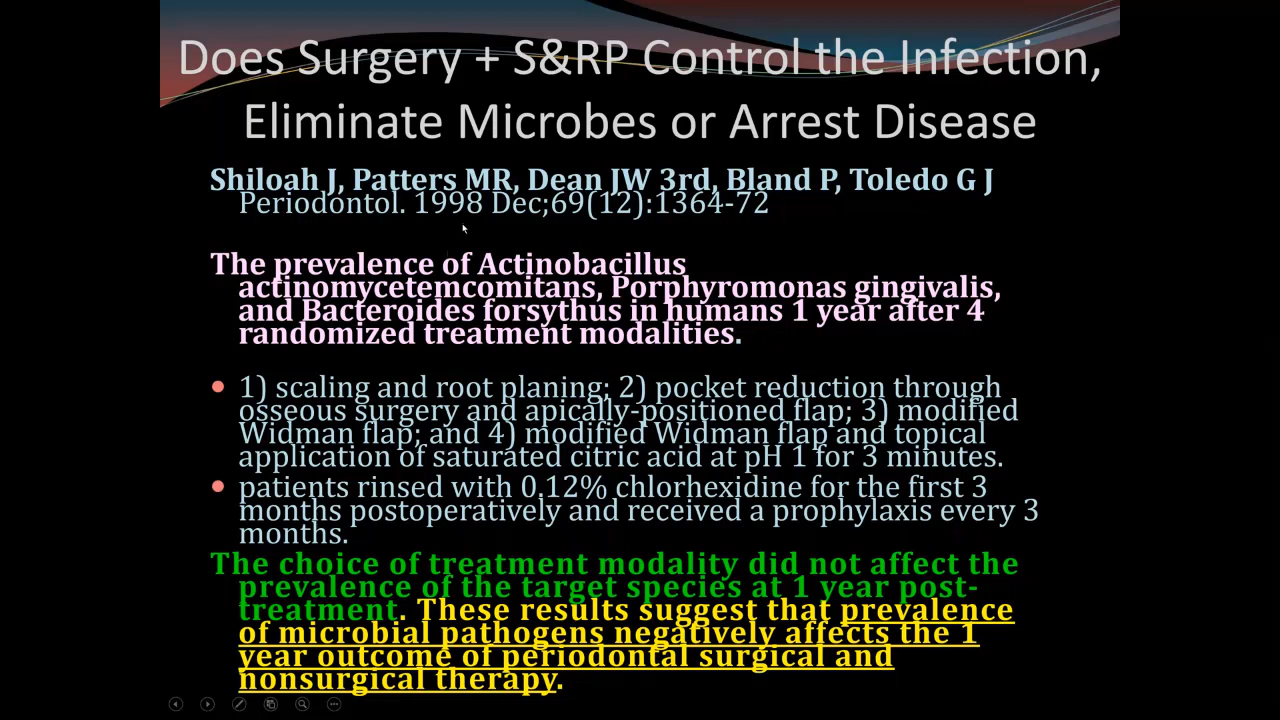 Does Surgery + S&RP Control the Infection,
Eliminate Microbes or Arrest Disease
Shiloah J, Patters MR, Dean JW 3rd, Bland P, Toledo G J
Periodontol. 1998 Dec;69(12):1364-72
The prevalence of Actinobacillus
actinomycetemcomitans, Porphyromonas gingivalis,
and Bacteroides forsythus in humans 1 year after 4
randomized treatment modalities.
• 1) scaling and root planing; 2) pocket reduction through
osseous surgery and apically-positioned flap; 3) modified
Widman flap; and 4) modified Widman flap and topical
application of saturated citric acid at pH 1 for 3 minutes.
• patients rinsed with 0.12% chlorhexidine for the first 3
months postoperatively and received a prophylaxis every 3
months.
The choice of treatment modality did not affect the
prevalence of the target species at 1 year post-
treatment. These results suggest that prevalence
of microbial pathogens negatively affects the 1
year outcome of periodontal surgical and
nonsurgical therapy.